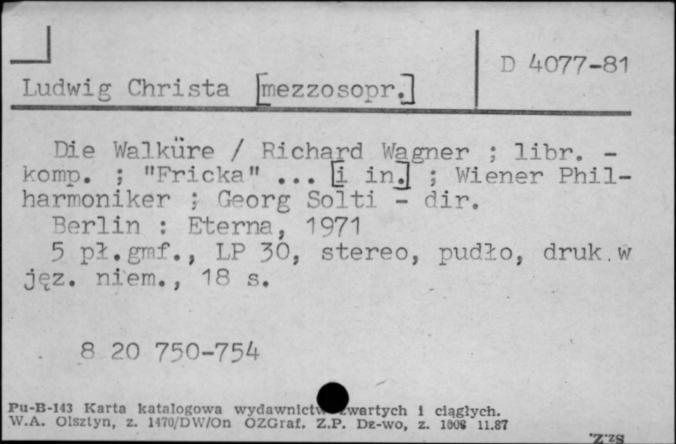 D 4077-81
Ludwig Christa [mezzosopr.]
Die Walküre / Richard Wagner ; libr. -
komp. ; "Fricka" ... [i in.] ; Wiener Phil-
harmoniker ; Georg Solti - dir.
Berlin : Eterna, 1971
5 pł.gmf., LP 30, stereo, pudło, druk.w
jęz. niem., 18 s.
8 20 750-754
Pu-B-143 Karta katalogowa wydawnictw zwartych i ciągłych.
W.A. Olsztyn, z. 1470/DW/On OZGraf. Z.P. Dz-wo, z. 1008 11.87